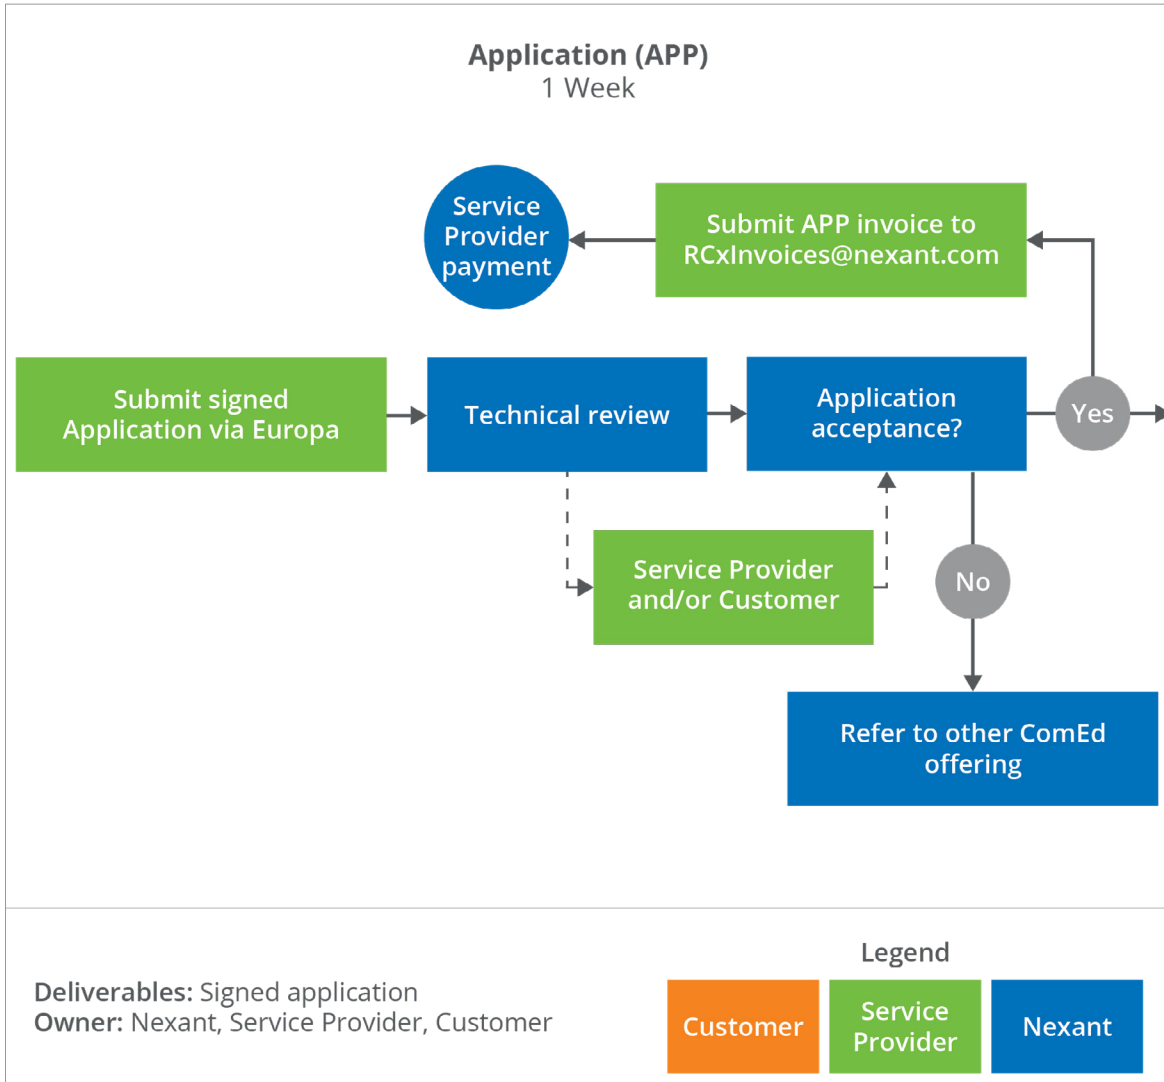 Application (APP)
1 Week
Service
Provider
payment
Submit APP invoice to
RCxInvoices@nexant.com
Submit signed
Application via Europa
Technical review
Application
acceptance?
Yes
Service Provider
and/or Customer
No
Refer to other ComEd
offering
Deliverables: Signed application
Owner: Nexant, Service Provider, Customer
Legend
Customer
Service
Provider
Nexant